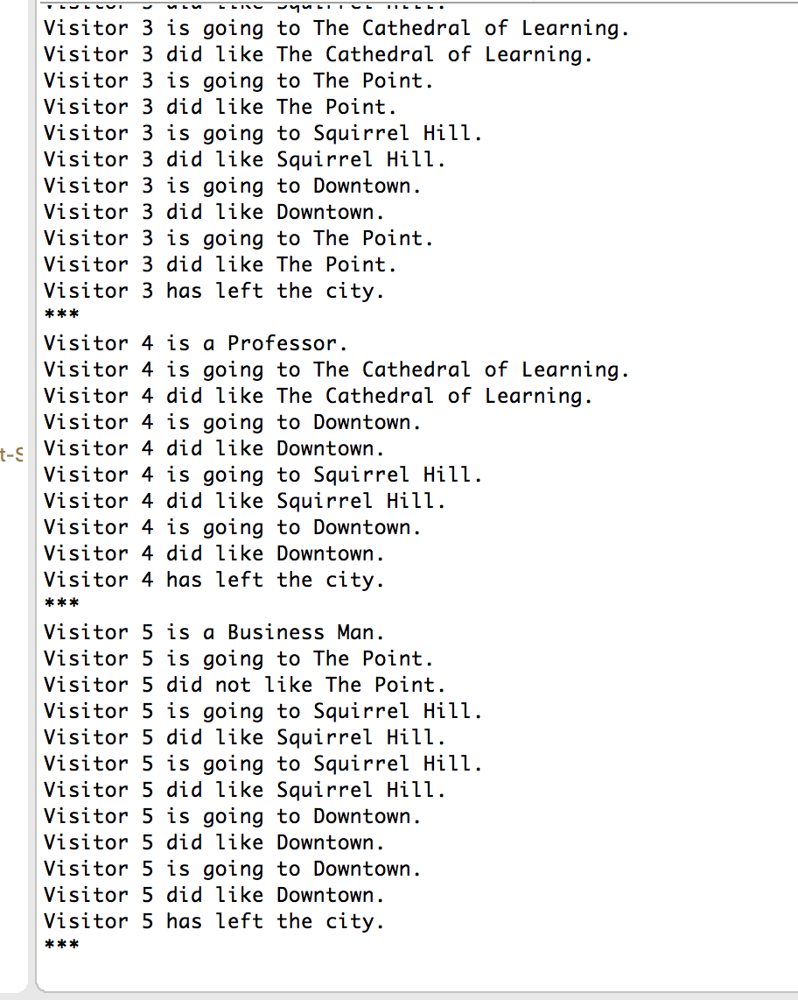 Visitor 3 did like Squirrel Hill.
Visitor 3 is going to The Cathedral of Learning.
Visitor 3 did like The Cathedral of Learning.
Visitor 3 is going to The Point.
Visitor 3 did like The Point.
Visitor 3 is going to Squirrel Hill.
Visitor 3 did like Squirrel Hill.
Visitor 3 is going to Downtown.
Visitor 3 did like Downtown.
Visitor 3 is going to The Point.
Visitor 3 did like The Point.
Visitor 3 has left the city.
***
Visitor 4 is a Professor.
Visitor 4 is going to The Cathedral of Learning.
Visitor 4 did like The Cathedral of Learning.
Visitor 4 is going to Downtown.
Visitor 4 did like Downtown.
Visitor 4 is going to Squirrel Hill.
Visitor 4 did like Squirrel Hill.
Visitor 4 is going to Downtown.
Visitor 4 did like Downtown.
Visitor 4 has left the city.
***
Visitor 5 is a Business Man.
Visitor 5 is going to The Point.
Visitor 5 did not like The Point.
Visitor 5 is going to Squirrel Hill.
Visitor 5 did like Squirrel Hill.
Visitor 5 is going to Squirrel Hill.
Visitor 5 did like Squirrel Hill.
Visitor 5 is going to Downtown.
Visitor 5 did like Downtown.
Visitor 5 is going to Downtown.
Visitor 5 did like Downtown.
Visitor 5 has left the city.
***